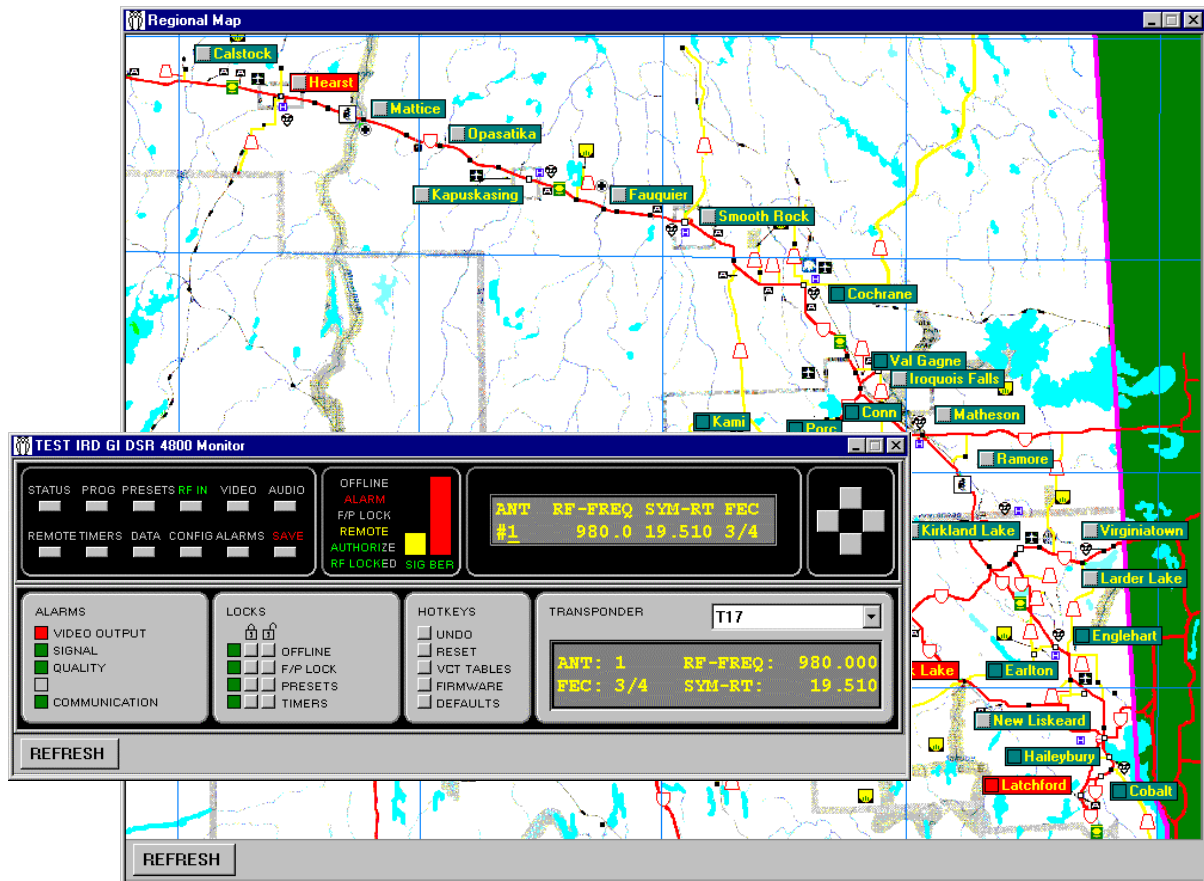 Regional Map
Calstock
Hearst
Mattice
Opasatika
Kapuskasing
Fauquier
Smooth Rock
Cochrane
Val Gagne
Iroquois Falls
Conn
Matheson
Kami
Porc
Ramore
Kirkland Lake
Virginiatown
Larder Lake
Englehart
Lake
Earlton
New Liskeard
Haileybury
Latchford
Cobalt
REFRESH
TEST IRD GI DSR 4800 Monitor
STATUS PROG PRESETS RF IN VIDEO AUDIO
REMOTE TIMERS DATA CONFIG ALARMS SAVE
OFFLINE
ALARM
F/P LOCK
REMOTE
AUTHORIZE
RF LOCKED SIG BER
ANT RF-FREQ SYM-RT FEC
#1 980.0 19.510 3/4
ALARMS
VIDEO OUTPUT
SIGNAL
QUALITY
COMMUNICATION
LOCKS
OFFLINE
F/P LOCK
PRESETS
TIMERS
HOTKEYS
UNDO
RESET
VCT TABLES
FIRMWARE
DEFAULTS
TRANSPONDER T17
ANT: 1 RF-FREQ: 980.000
FEC: 3/4 SYM-RT: 19.510
REFRESH